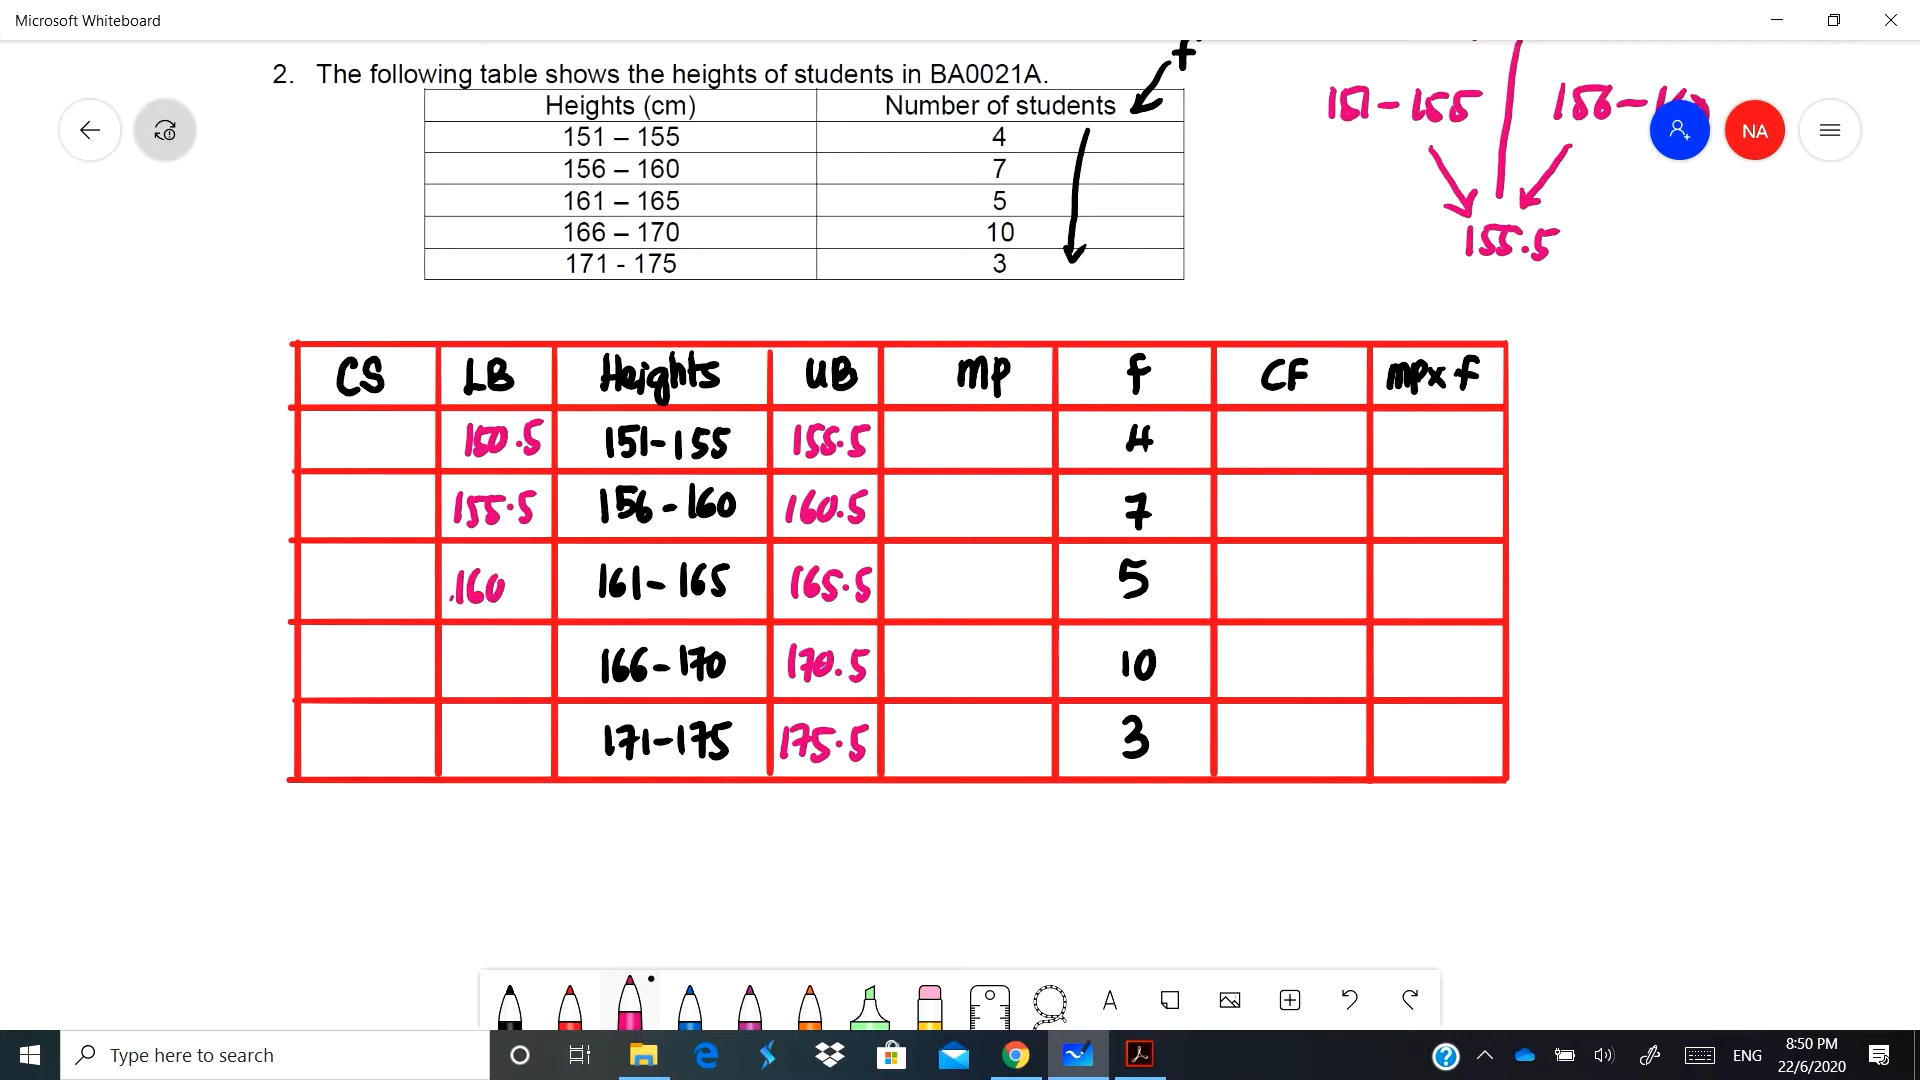 Microsoft Whiteboard
2. The following table shows the heights of students in BA0021A.
f
Heights (cm) Number of students
151 – 155 4
156 – 160 7
161 – 165 5
166 – 170 10
171 - 175 3
151 – 155 156 –
155.5
NA
CS LB Heights UB MP f CF MP x f
150.5 151-155 155.5 4
155.5 156-160 160.5 7
160 161-165 165.5 5
166-170 170.5 10
171-175 175.5 3
A
Type here to search
ENG
8:50 PM
22/6/2020